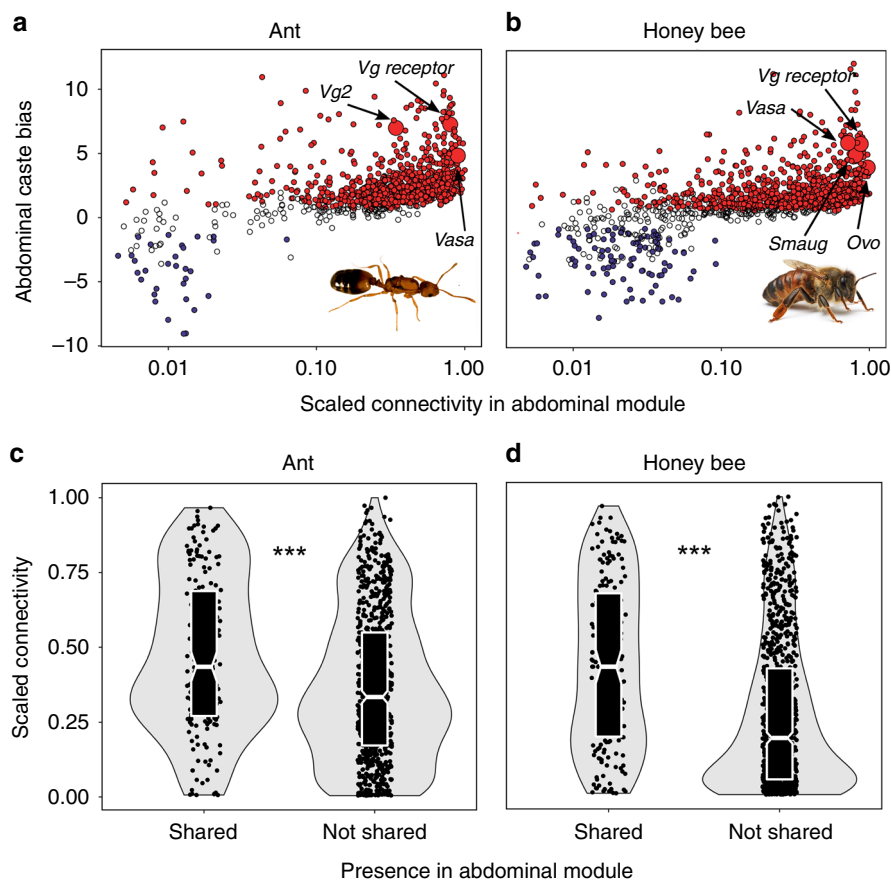 a
Ant
b
Honey bee
Abdominal caste bias
10
5
0
−5
−10
Vg2
Vg receptor
Vasa
Vg receptor
Vasa
Smaug
Ovo
0.01
0.10
1.00
0.01
0.10
1.00
Scaled connectivity in abdominal module
c
Ant
d
Honey bee
Scaled connectivity
1.00
0.75
0.50
0.25
0.00
***
***
Shared
Not shared
Shared
Not shared
Presence in abdominal module